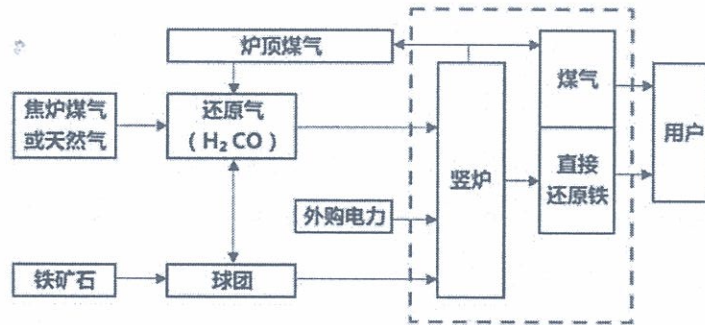 炉顶煤气
焦炉煤气
或天然气
还原气
（H₂ CO）
煤气
用户
竖炉
直接
还原铁
外购电力
铁矿石
球团